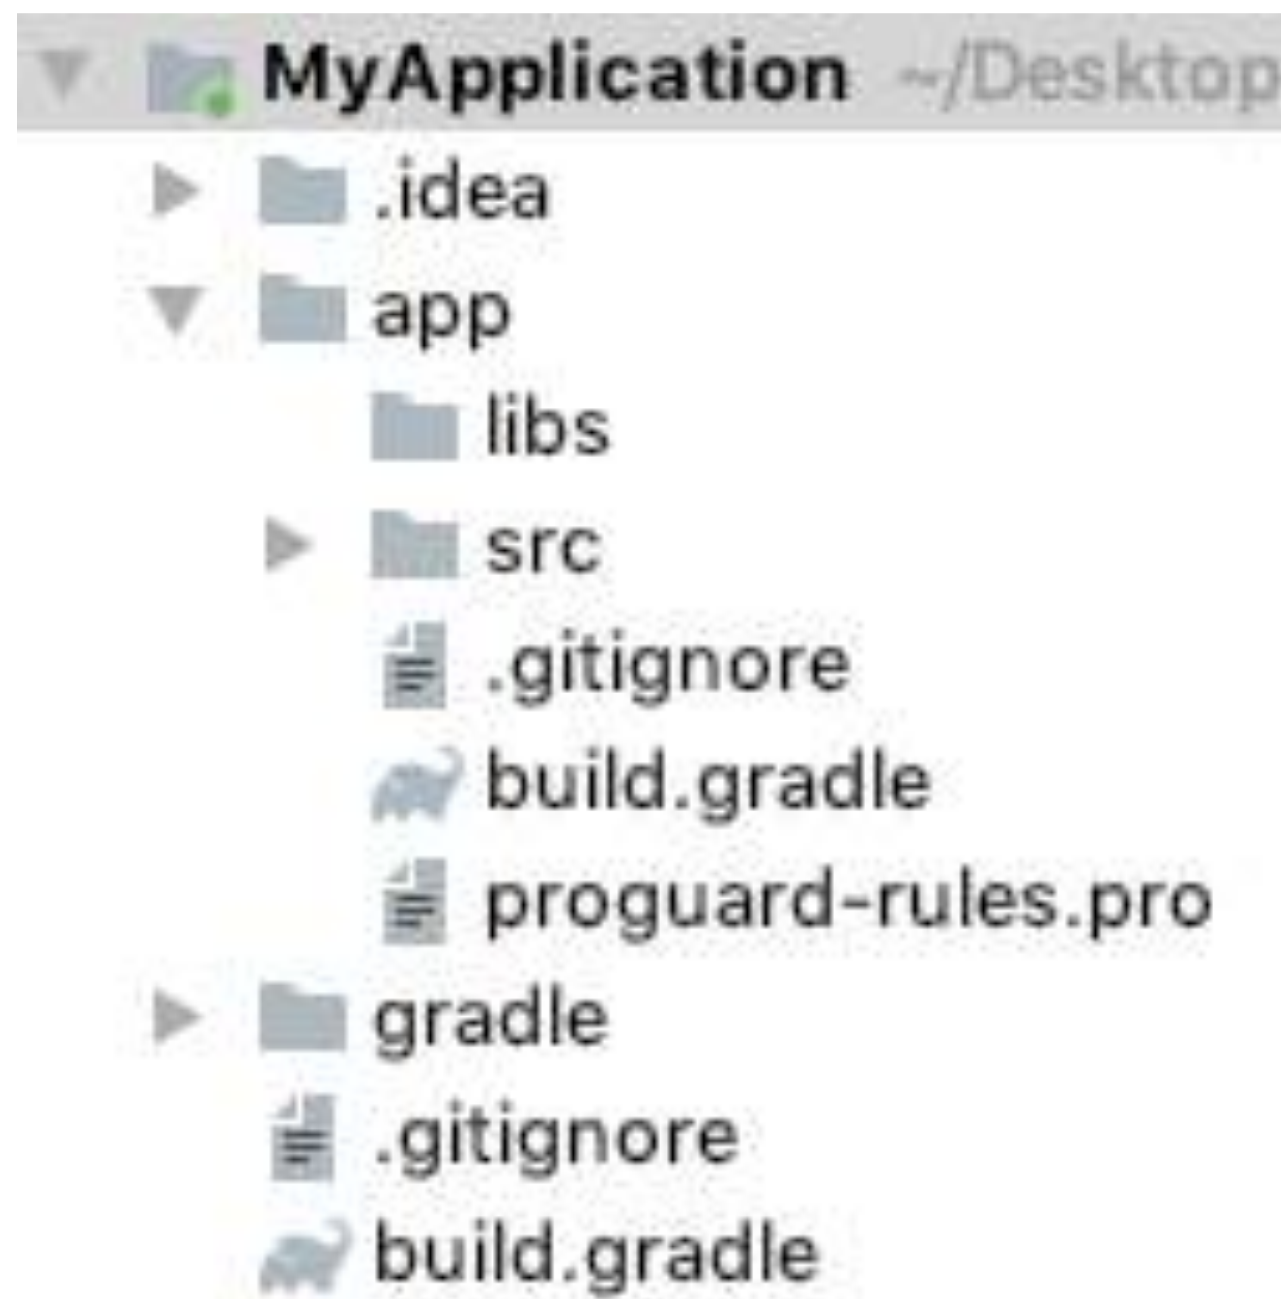 MyApplication ~/Desktop
.idea
app
libs
src
.gitignore
build.gradle
proguard-rules.pro
gradle
.gitignore
build.gradle